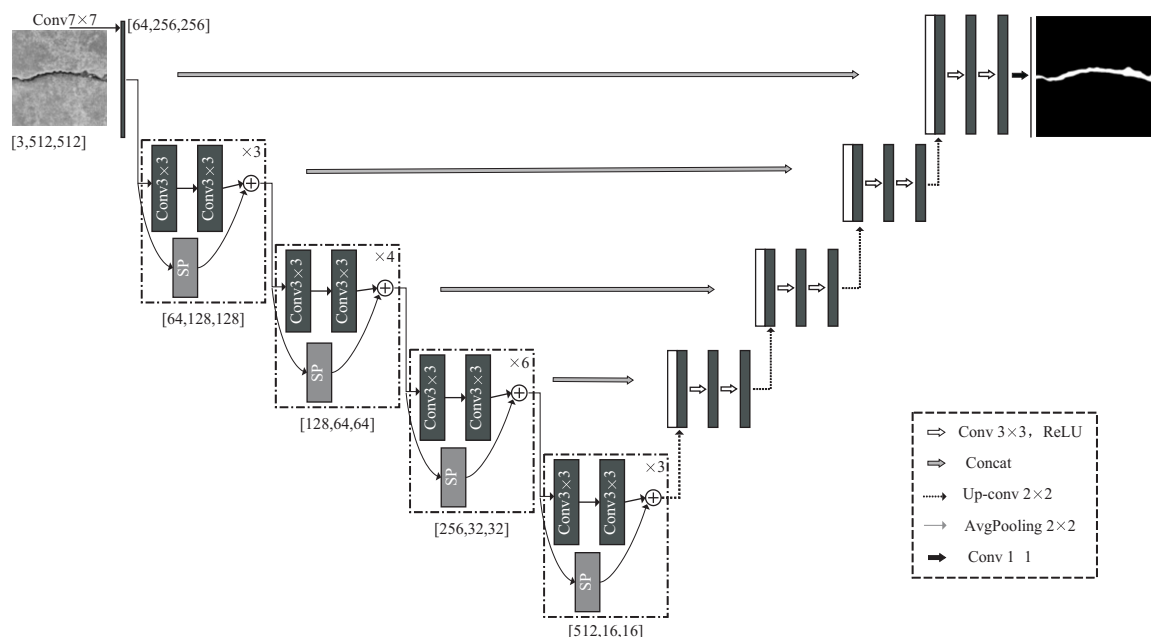 Conv7×7
[64,256,256]
[3,512,512]
×3
Conv3×3
Conv3×3
SP
[64,128,128]
×4
Conv3×3
Conv3×3
SP
[128,64,64]
×6
Conv3×3
Conv3×3
SP
[256,32,32]
×3
Conv3×3
Conv3×3
SP
[512,16,16]
Conv 3×3，ReLU
Concat
Up-conv 2×2
AvgPooling 2×2
Conv 1 1